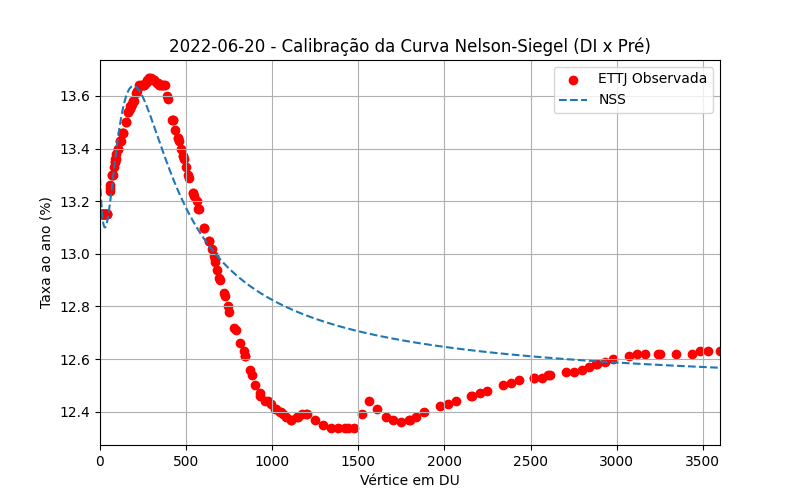 2022-06-20 - Calibração da Curva Nelson-Siegel (DI x Pré)
ETTJ Observada
NSS
Taxa ao ano (%)
13.6
13.4
13.2
13.0
12.8
12.6
12.4
0 500 1000 1500 2000 2500 3000 3500
Vértice em DU